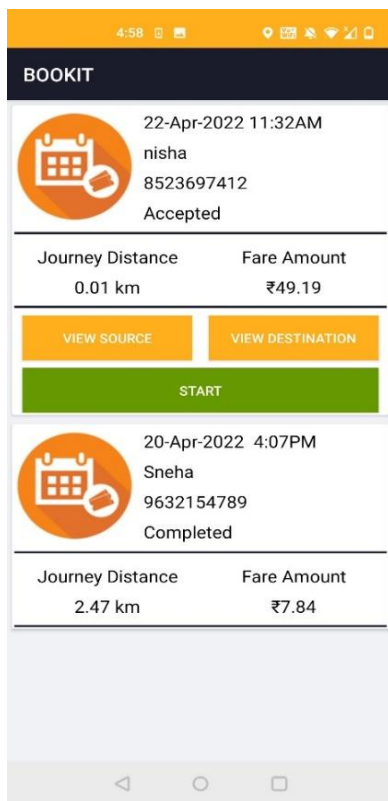 4:58
BOOKIT
22-Apr-2022 11:32AM
nisha
8523697412
Accepted
Journey Distance Fare Amount
0.01 km ₹49.19
VIEW SOURCE VIEW DESTINATION
START
20-Apr-2022 4:07PM
Sneha
9632154789
Completed
Journey Distance Fare Amount
2.47 km ₹7.84